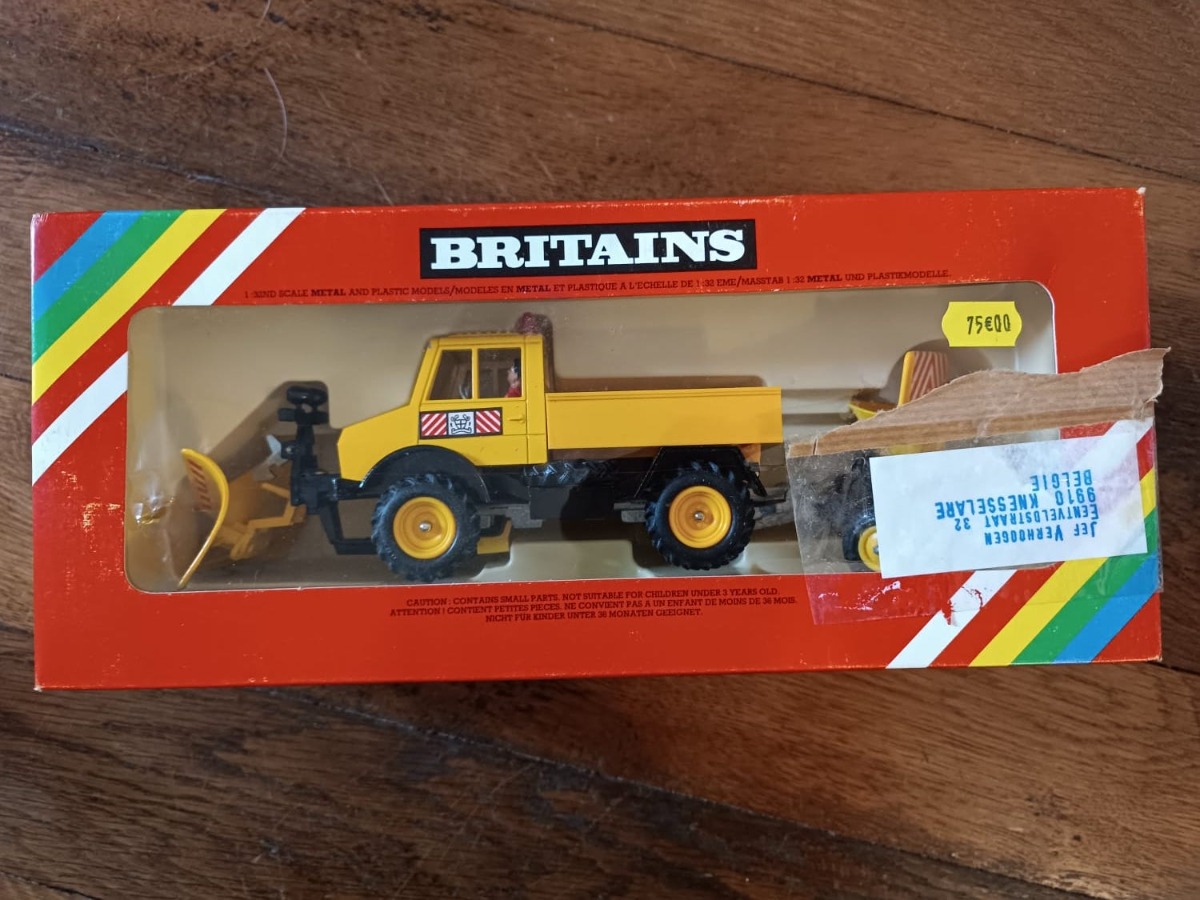 BRITAINS
1:32ND SCALE METAL AND PLASTIC MODELS/MODELES EN METAL ET PLASTIQUE A L'ECHELLE DE 1:32 EME/MASSTAB 1:32 METAL UND PLASTIKMODELLE.
75€00
JEF VERHOOGEN
EENTVELDSTRAAT 32
9910 KNESSELARE
BELGIE
CAUTION: CONTAINS SMALL PARTS. NOT SUITABLE FOR CHILDREN UNDER 3 YEARS OLD.
ATTENTION! CONTIENT PETITES PIECES. NE CONVIENT PAS A UN ENFANT DE MOINS DE 36 MOIS.
NICHT FÜR KINDER UNTER 36 MONATEN GEEIGNET.